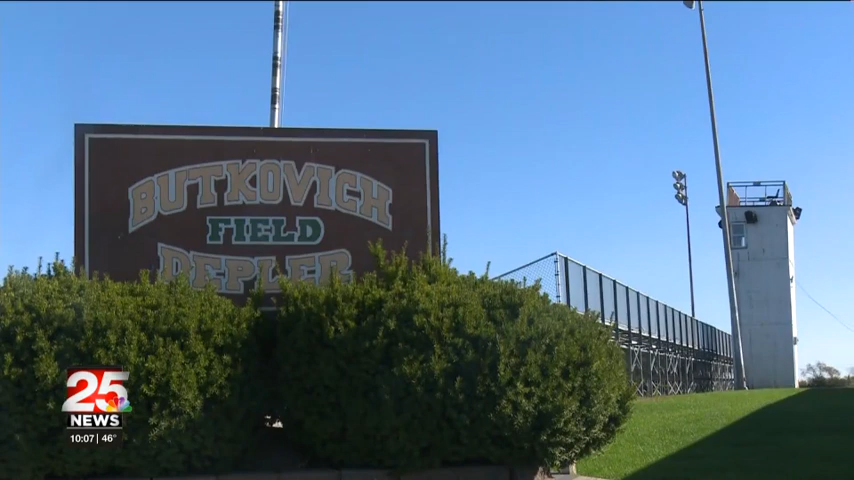 BUTKOVICH
FIELD
DEPLER
25
NEWS
10:07 | 46°